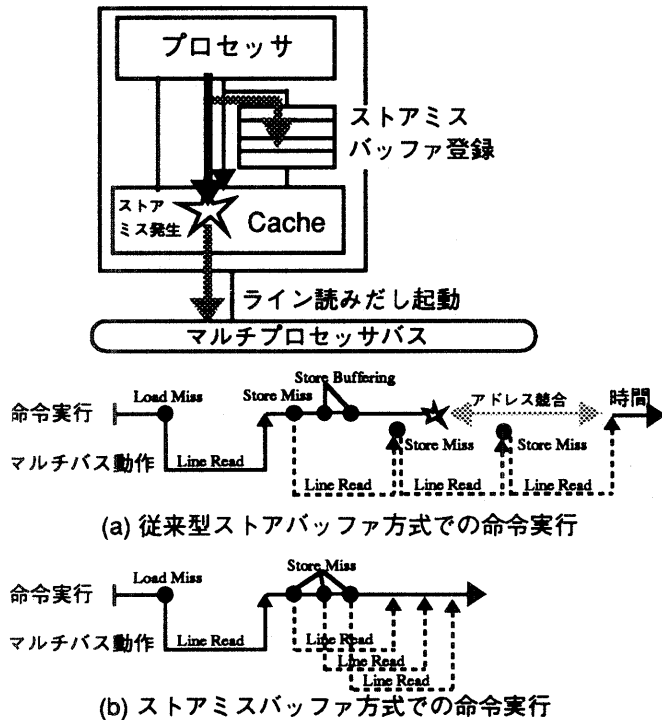 プロセッサ
ストアミス
バッファ登録
ストア
ミス発生
Cache
ライン読みだし起動
マルチプロセッサバス
Store Buffering
Load Miss
Store Miss
アドレス競合
時間
命令実行
Store Miss
Store Miss
マルチバス動作
Line Read
Line Read
Line Read
Line Read
(a) 従来型ストアバッファ方式での命令実行
Store Miss
Load Miss
命令実行
マルチバス動作
Line Read
Line Read
Line Read
Line Read
(b) ストアミスバッファ方式での命令実行